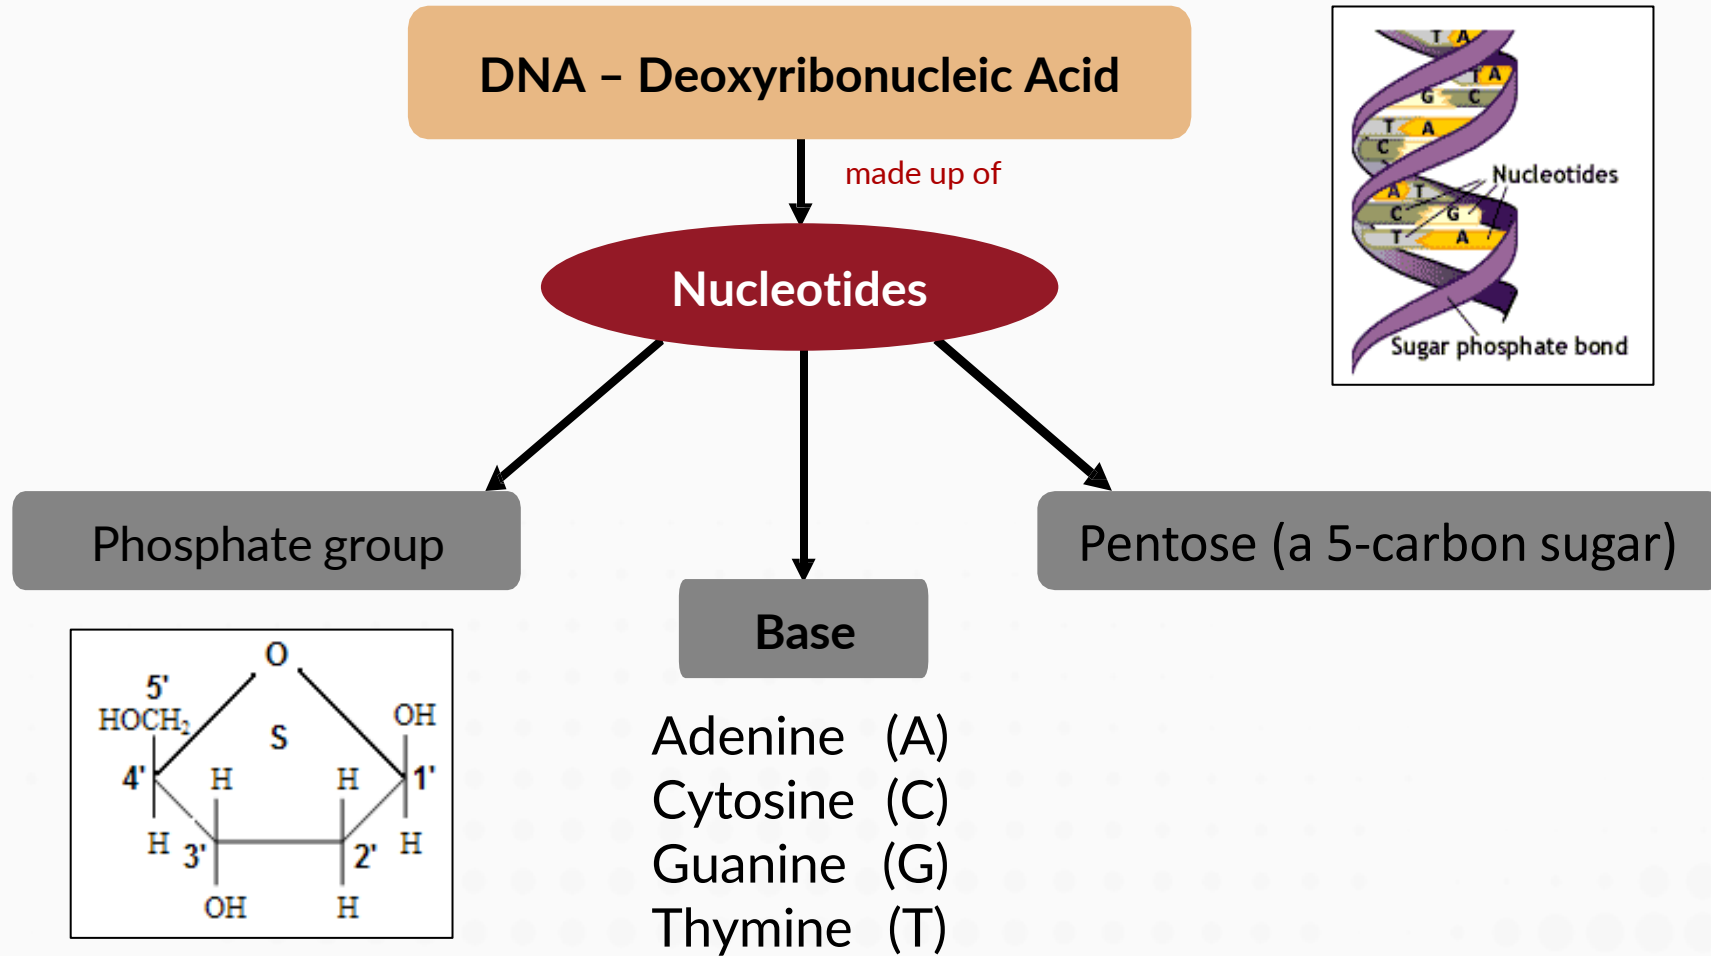 DNA – Deoxyribonucleic Acid
made up of
Nucleotides
Phosphate group
Base
Pentose (a 5-carbon sugar)
Adenine (A)
Cytosine (C)
Guanine (G)
Thymine (T)
T A
T A
G C
T A
C
A T
C G
T A
Nucleotides
Sugar phosphate bond
O
5'
HOCH₂
OH
S
4' H H 1'
H 3' 2' H
OH H